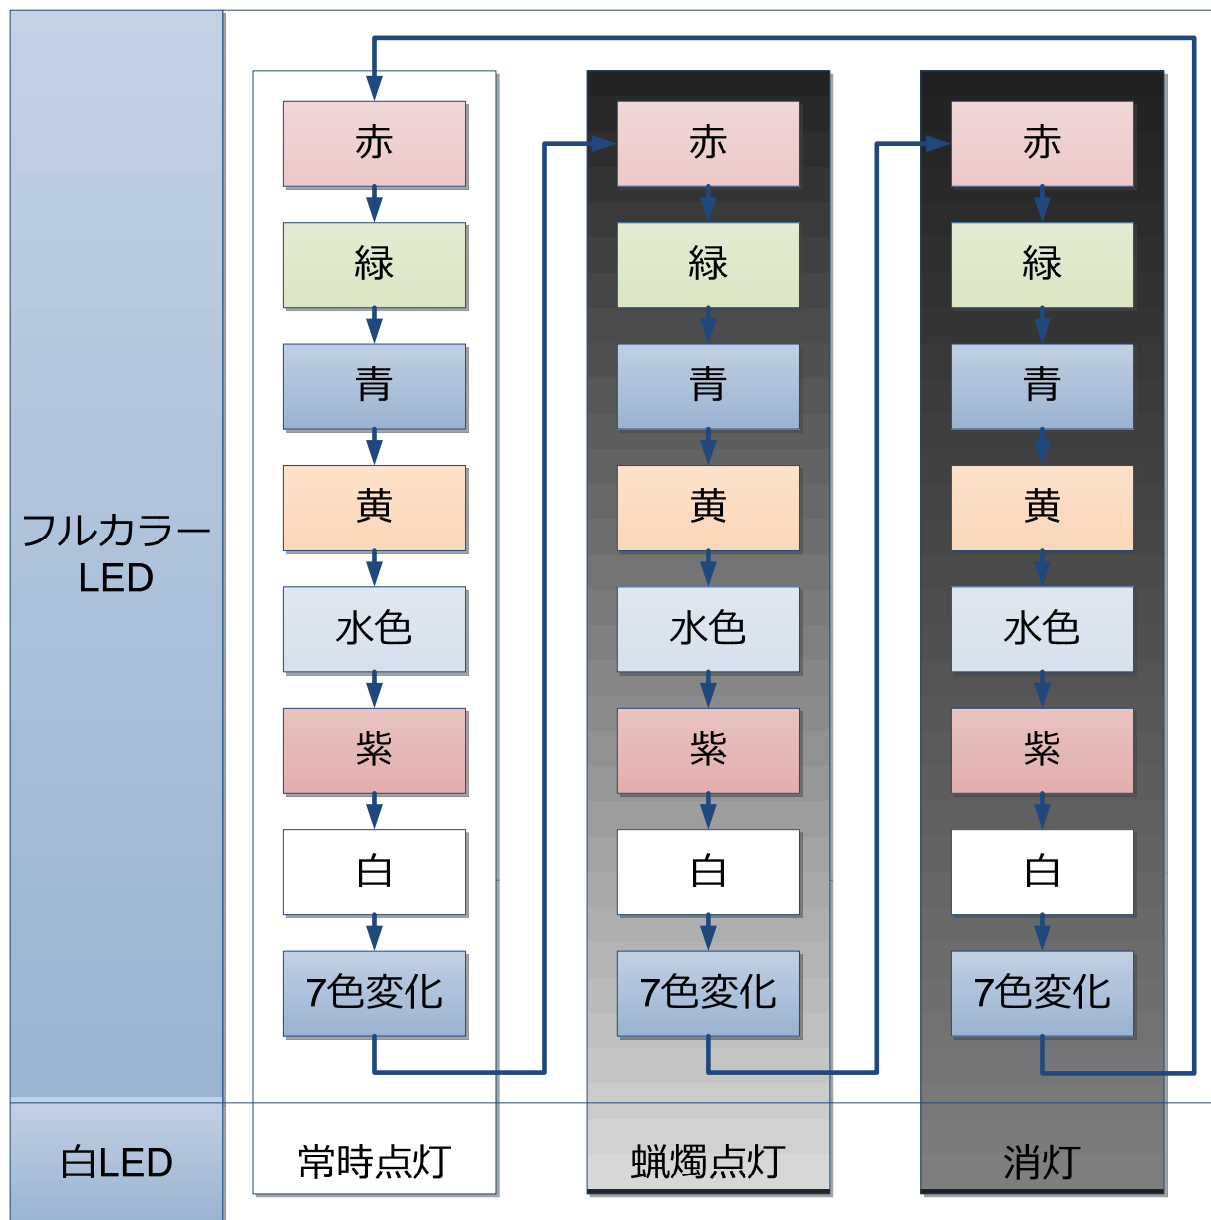 フルカラー
LED
赤
緑
青
黄
水色
紫
白
7色変化
赤
緑
青
黄
水色
紫
白
7色変化
赤
緑
青
黄
水色
紫
白
7色変化
白LED
常時点灯
蝋燭点灯
消灯